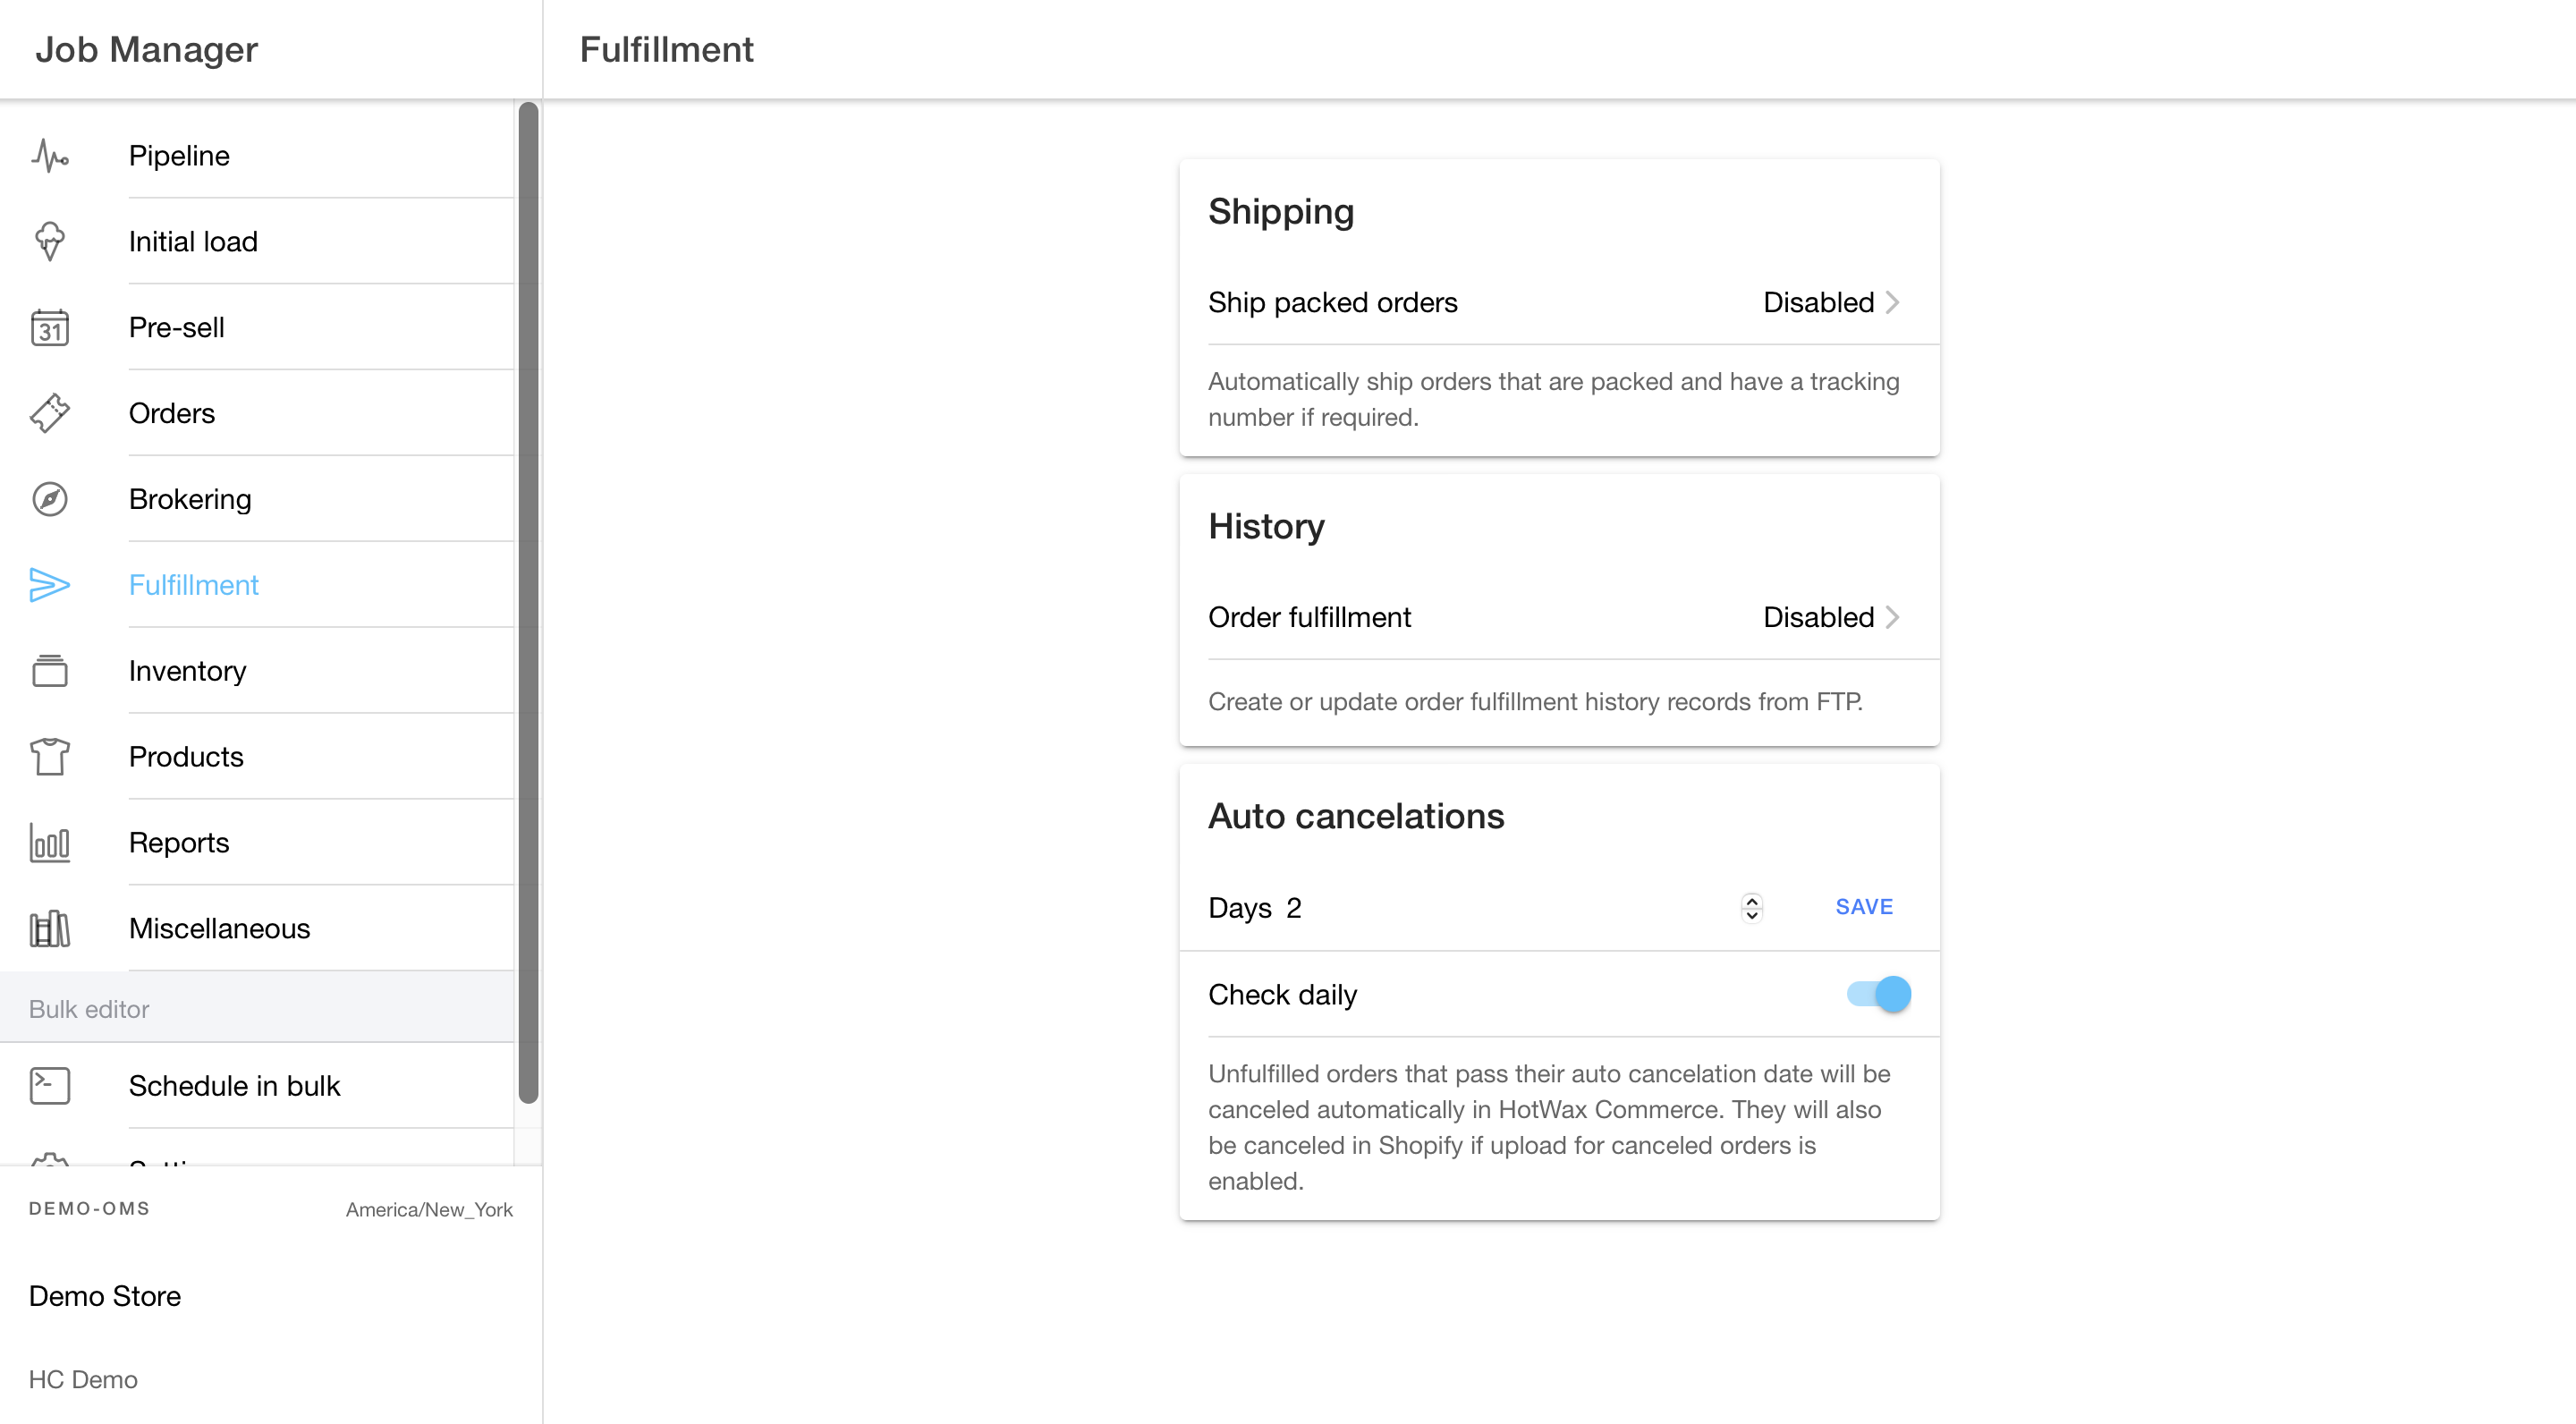 Job Manager
Fulfillment
Pipeline
Initial load
31
Pre-sell
Orders
Brokering
Fulfillment
Inventory
Products
Reports
Miscellaneous
Bulk editor
Schedule in bulk
DEMO-OMS
America/New_York
Demo Store
HC Demo
Shipping
Ship packed orders
Disabled
Automatically ship orders that are packed and have a tracking
number if required.
History
Order fulfillment
Disabled
Create or update order fulfillment history records from FTP.
Auto cancelations
Days 2
SAVE
Check daily
Unfulfilled orders that pass their auto cancelation date will be
canceled automatically in HotWax Commerce. They will also
be canceled in Shopify if upload for canceled orders is
enabled.